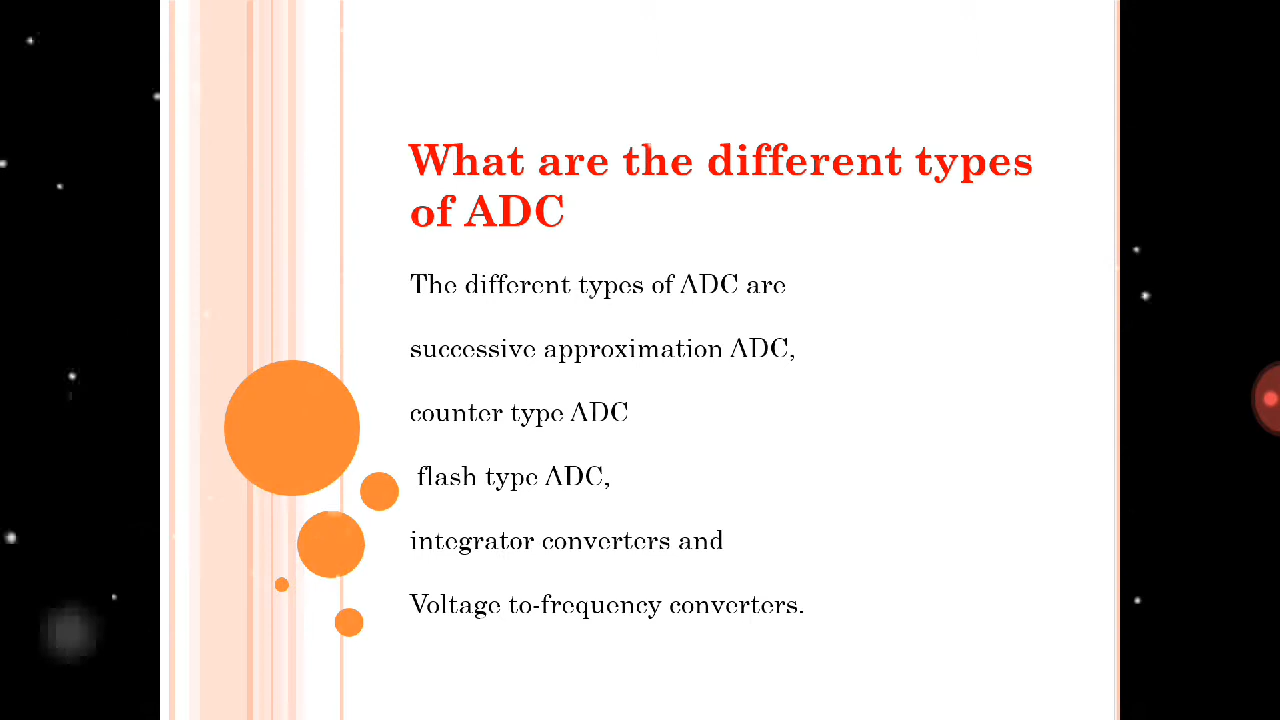 What are the different types
of ADC
The different types of ADC are
successive approximation ADC,
counter type ADC
flash type ADC,
integrator converters and
Voltage to-frequency converters.